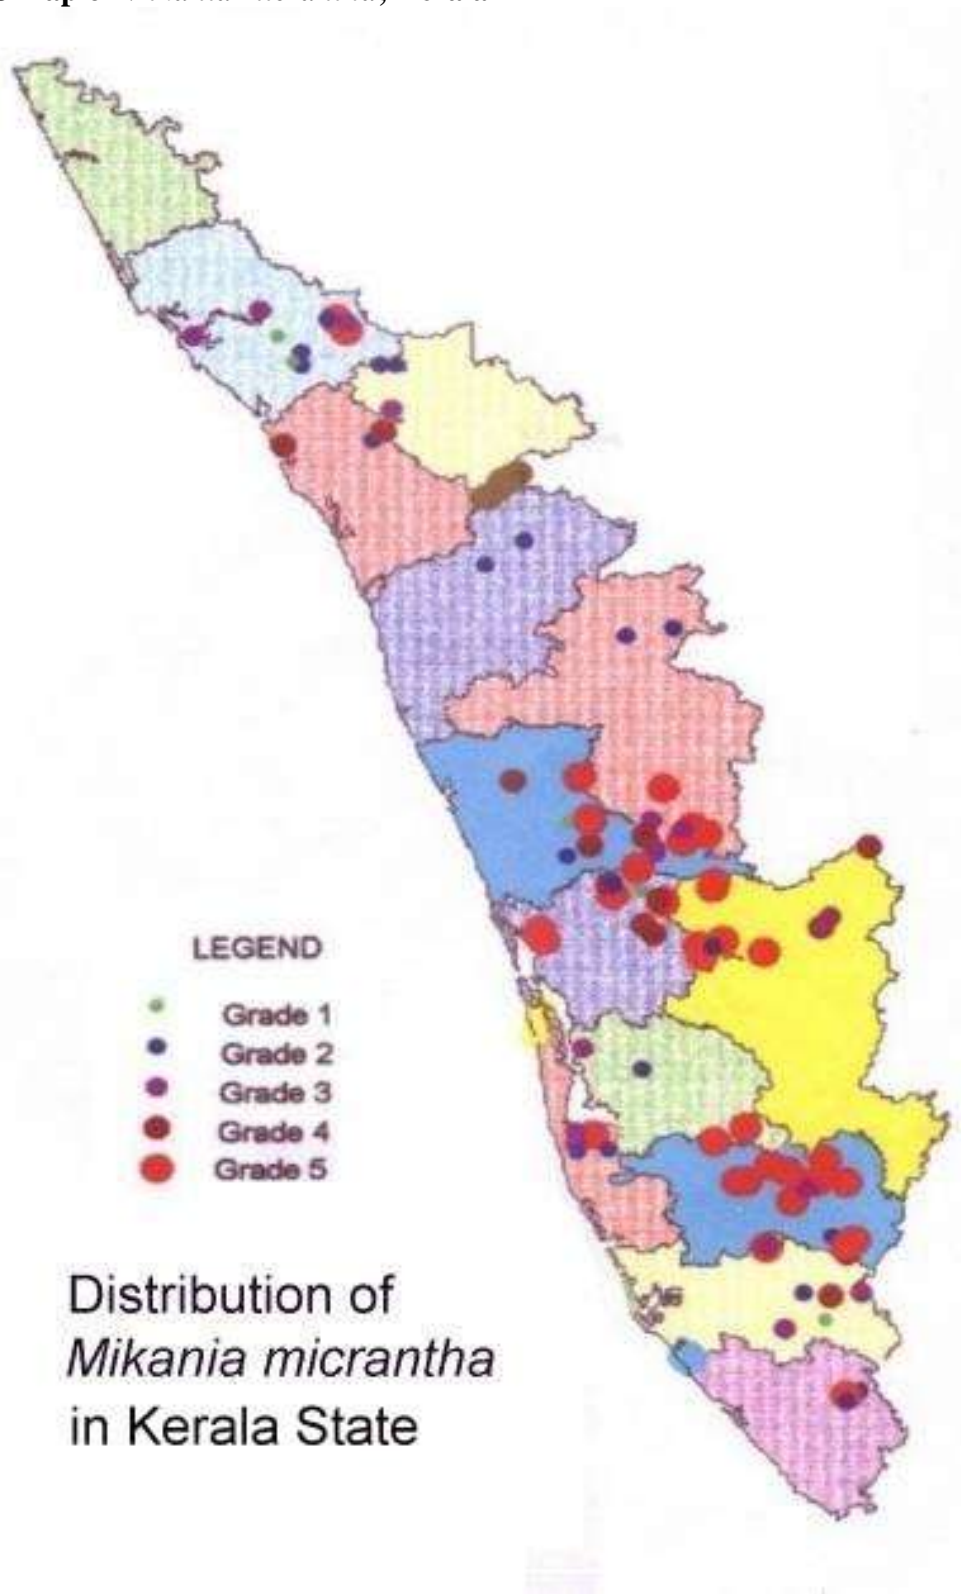 LEGEND
Grade 1
Grade 2
Grade 3
Grade 4
Grade 5
Distribution of
Mikania micrantha
in Kerala State